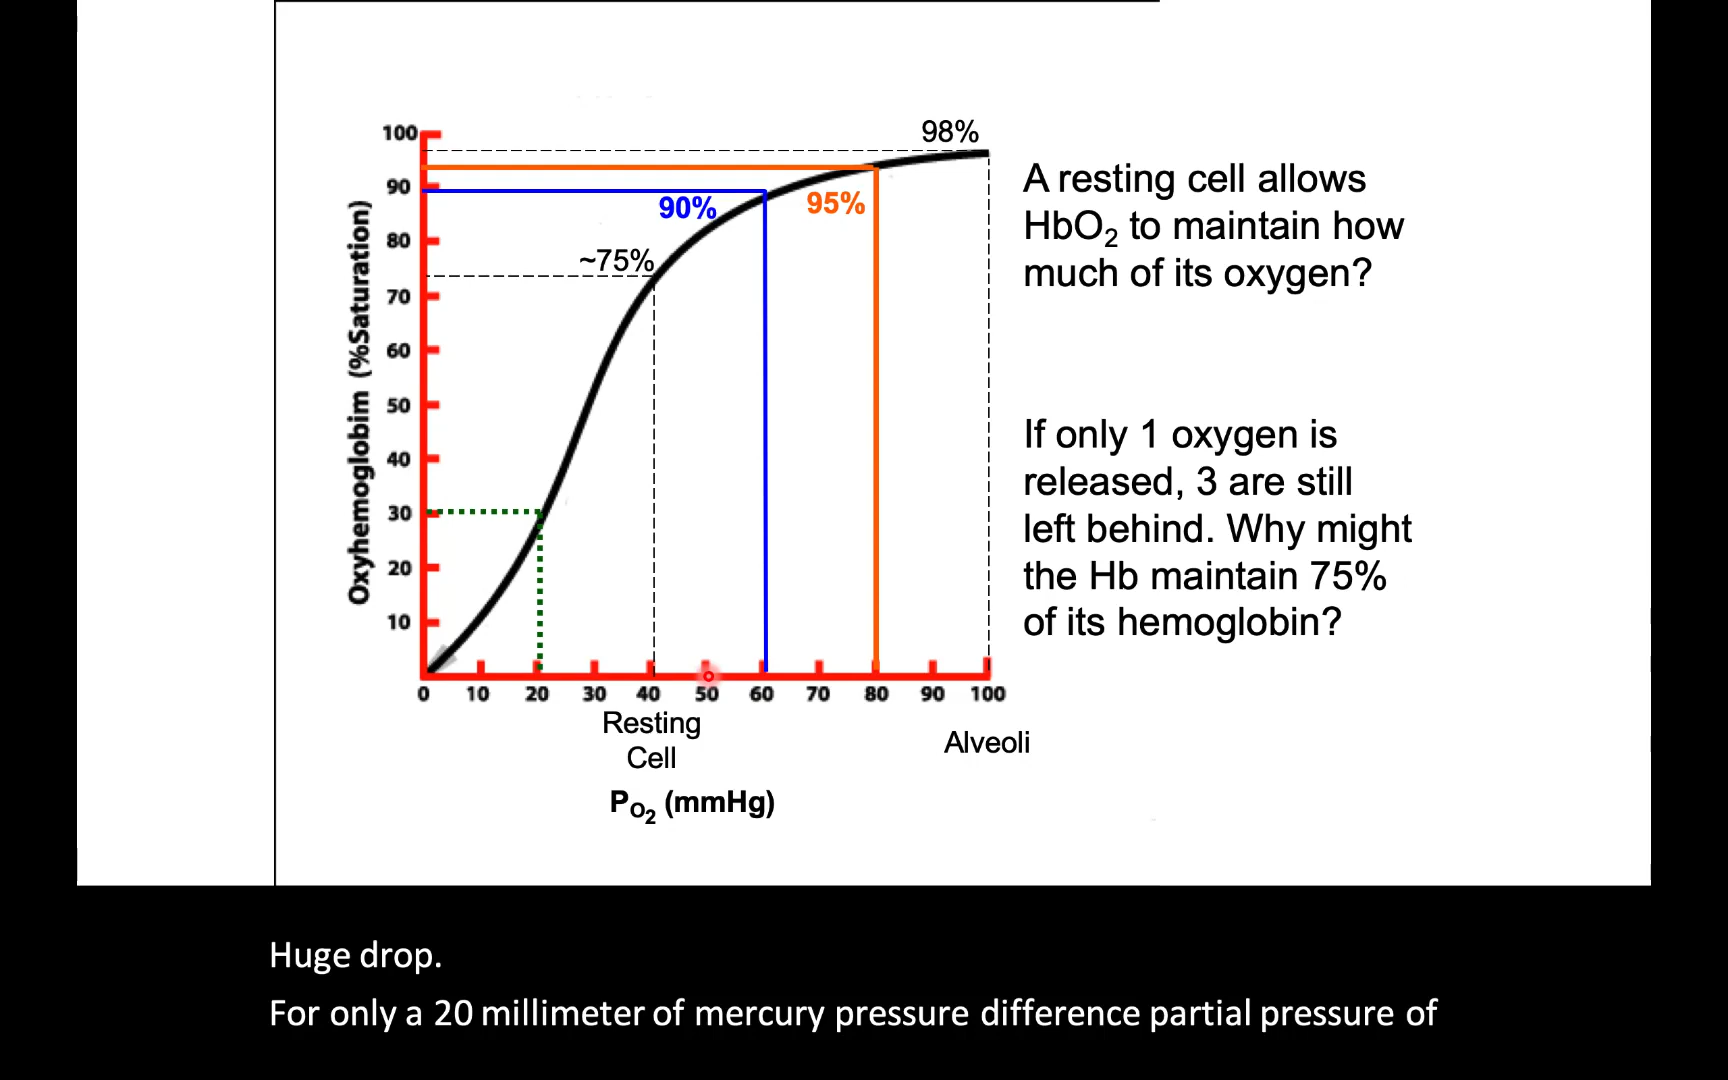 98%
100
90
80
70
60
50
40
30
20
10
90%
95%
~75%
Oxyhemoglobim (%Saturation)
0 10 20 30 40 50 60 70 80 90 100
Resting
Cell
Alveoli
PO₂ (mmHg)
A resting cell allows
HbO₂ to maintain how
much of its oxygen?
If only 1 oxygen is
released, 3 are still
left behind. Why might
the Hb maintain 75%
of its hemoglobin?
Huge drop.
For only a 20 millimeter of mercury pressure difference partial pressure of